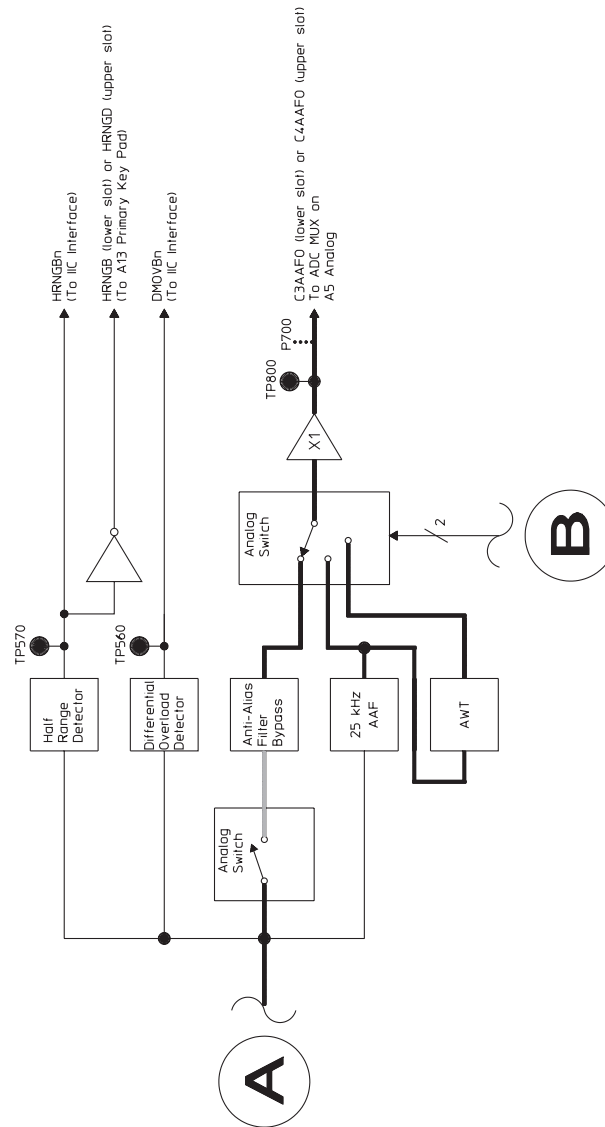 HRNGBn
(To IIC Interface)
HRNGB (lower slot) or HRNGD (upper slot)
(To A13 Primary Key Pad)
DMOVBn
(To IIC Interface)
C3AAFO (lower slot) or C4AAFO (upper slot)
To ADC MUX on
A5 Analog
TP570
TP560
TP800
P700
X1
Half
Range
Detector
Differential
Overload
Detector
Anti-Alias
Filter
Bypass
25 kHz
AAF
AWT
Analog
Switch
Analog
Switch
2
A
B